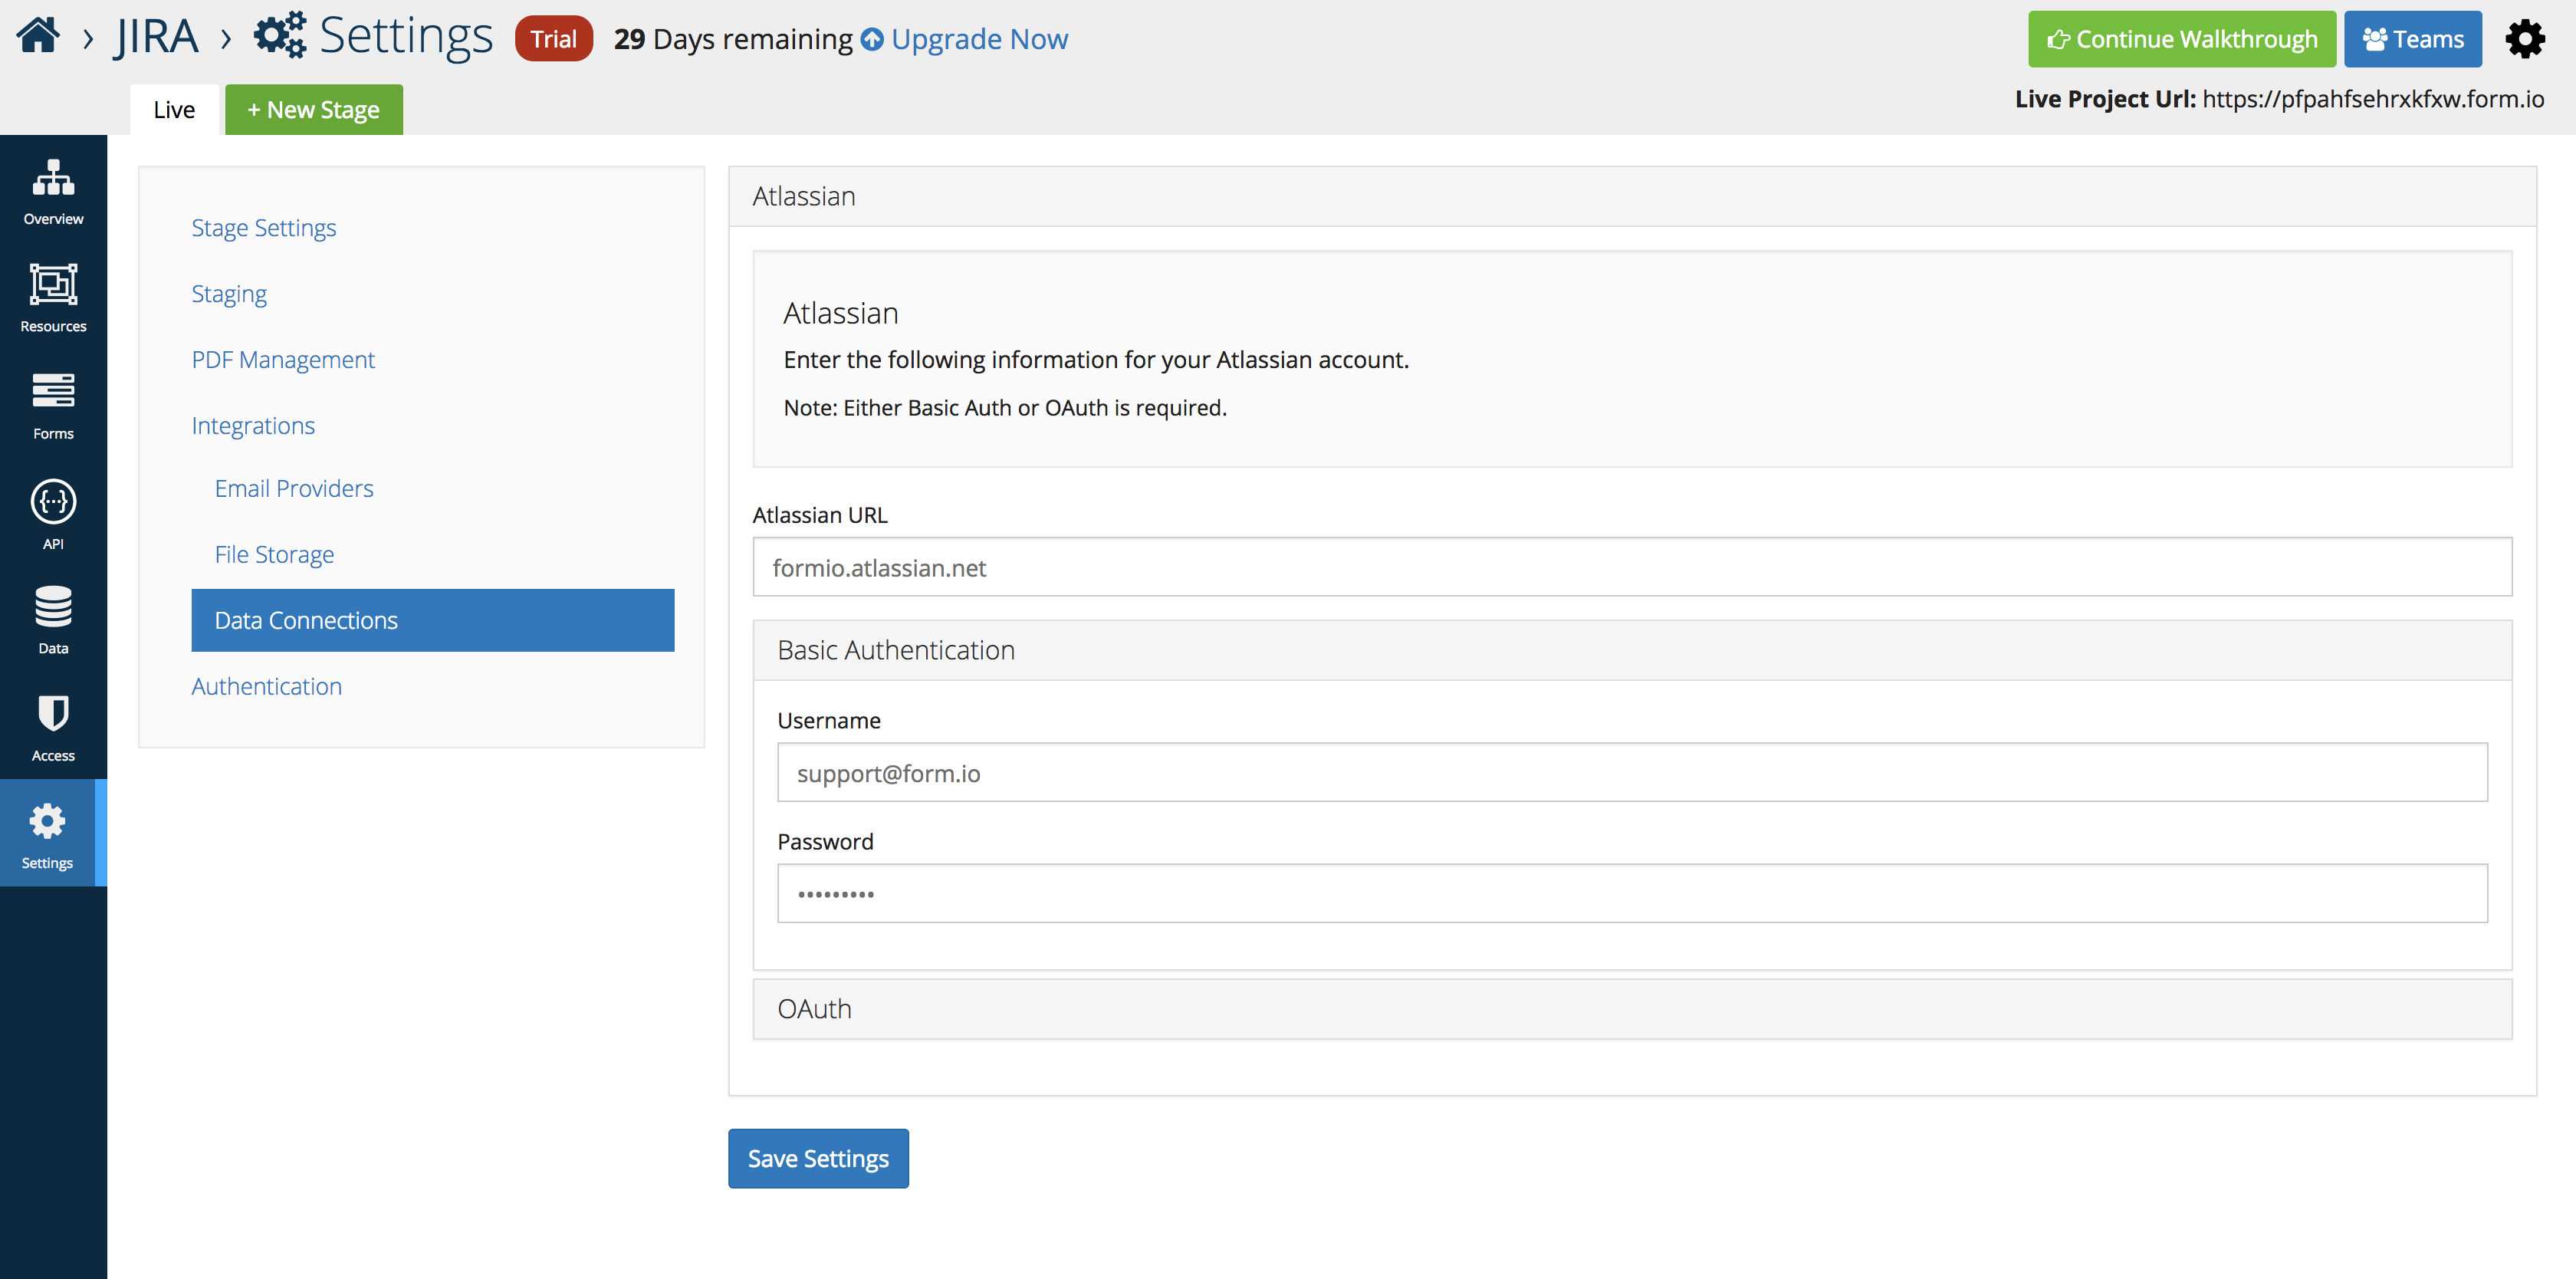 › JIRA › Settings Trial 29 Days remaining Upgrade Now
Continue Walkthrough Teams
Live + New Stage
Live Project Url: https://pfpahfsehrxkfxw.form.io
Overview
Resources
Forms
API
Data
Access
Settings
Stage Settings
Staging
PDF Management
Integrations
Email Providers
File Storage
Data Connections
Authentication
Atlassian
Atlassian
Enter the following information for your Atlassian account.
Note: Either Basic Auth or OAuth is required.
Atlassian URL
formio.atlassian.net
Basic Authentication
Username
support@form.io
Password
•••••••••
OAuth
Save Settings